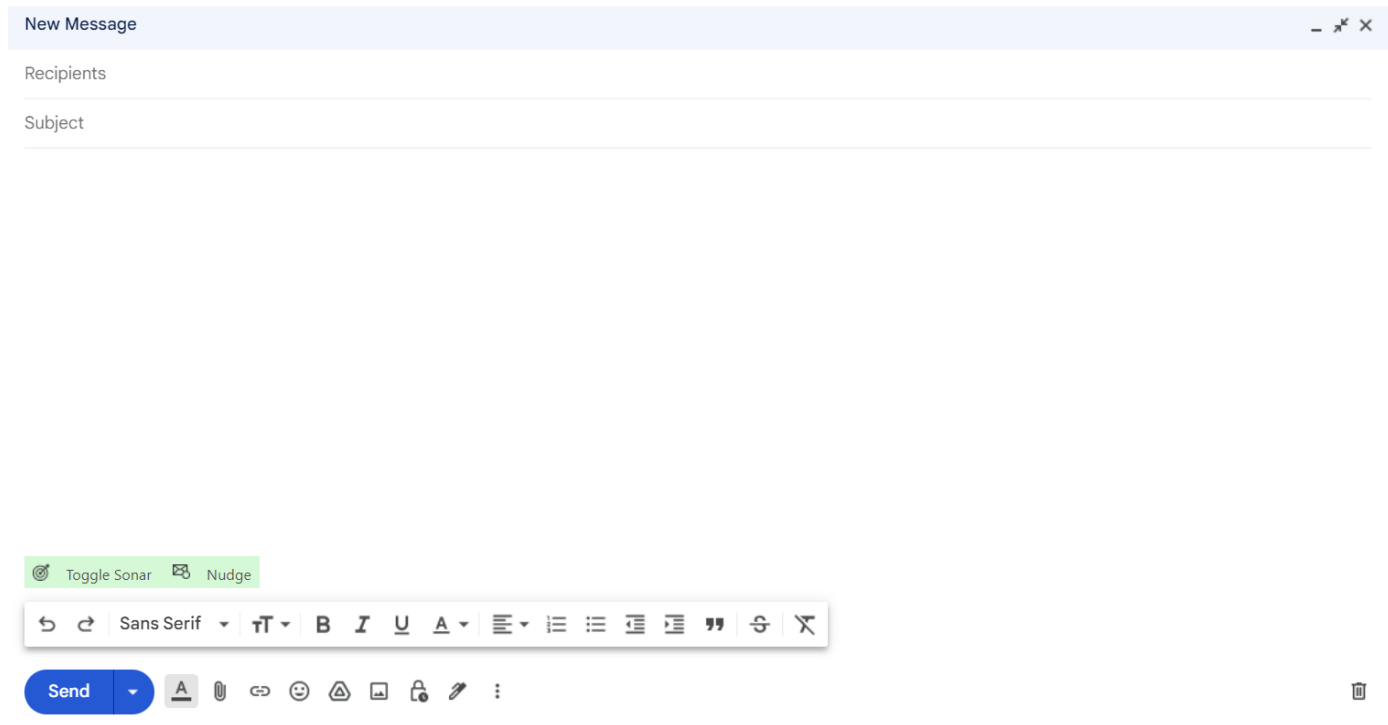 New Message
Recipients
Subject
Toggle Sonar Nudge
Sans Serif
Send